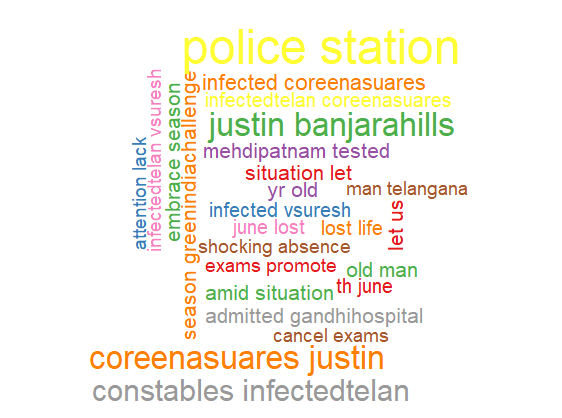 police station
infected coreenasuares
infectedtelan coreenasuares
justin banjarahills
mehdipatnam tested
situation let
yr old
man telangana
infected vsuresh
let us
june lost
lost life
shocking absence
exams promote
old man
amid situation
th june
admitted gandhihospital
cancel exams
coreenasuares justin
constables infectedtelan
attention lack
infectedtelan vsuresh
embrace season
season greenindiachallenge